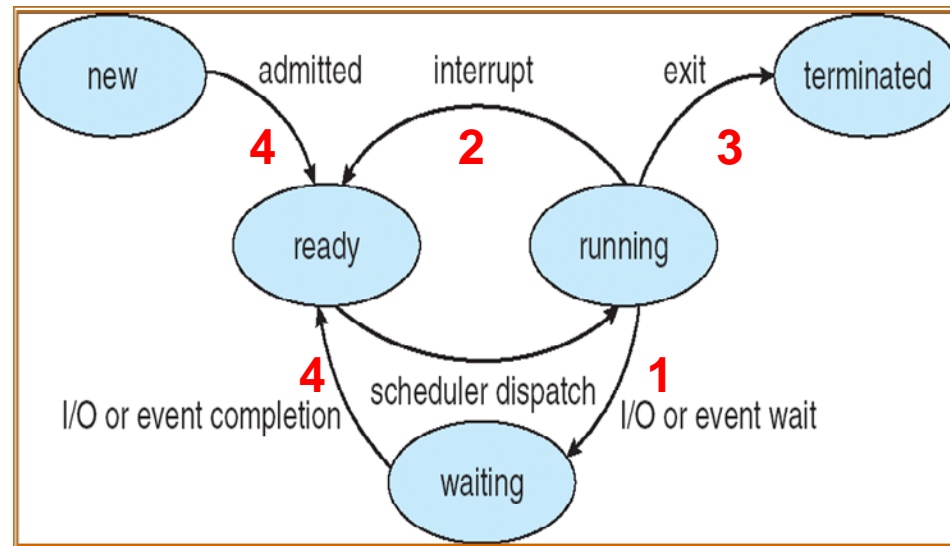 new
admitted
interrupt
exit
terminated
4
2
3
ready
running
4
1
scheduler dispatch
I/O or event completion
I/O or event wait
waiting